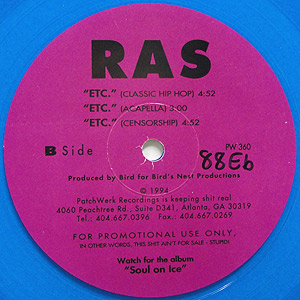 RAS
"ETC." (CLASSIC HIP HOP) 4:52
"ETC." (ACAPELLA) 3:00
"ETC." (CENSORSHIP) 4:52
B Side
PW 360
88Eb
Produced by Bird for Bird's Nest Productions
© 1994
PatchWerk Recordings is keeping shit real
4060 Peachtree Rd., Suite D341, Atlanta, GA 30319
Tel: 404.667.0396 Fax: 404.667.0269
FOR PROMOTIONAL USE ONLY,
IN OTHER WORDS, THIS SHIT AIN'T FOR SALE - STUPID!
Watch for the album
"Soul on Ice"